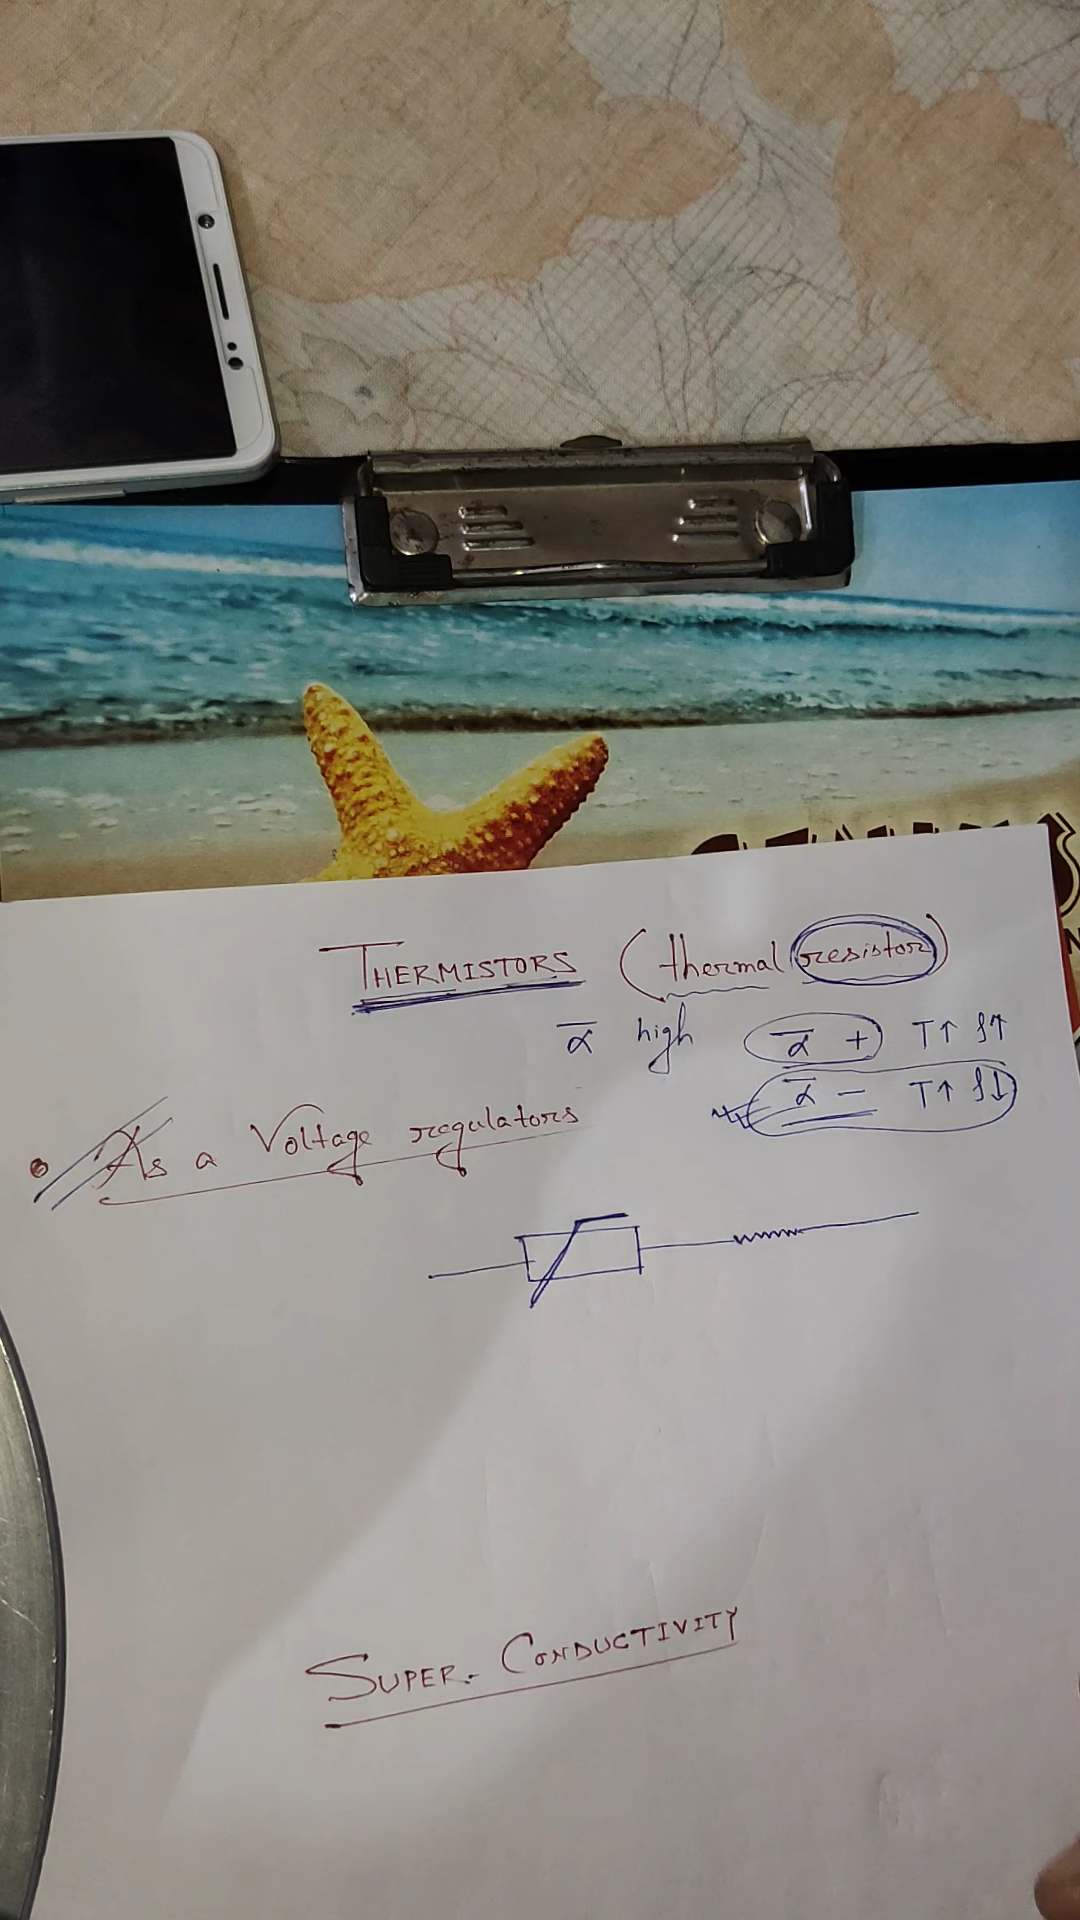 THERMISTORS (thermal resistor)
α̅ high
α̅ + T↑ ρ↑
α̅ − T↑ ρ↓
• As a Voltage regulators
SUPER-CONDUCTIVITY